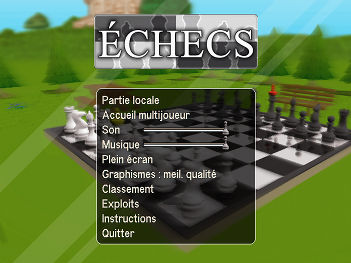 ÉCHECS
Partie locale
Accueil multijoueur
Son
Musique
Plein écran
Graphismes : meil. qualité
Classement
Exploits
Instructions
Quitter